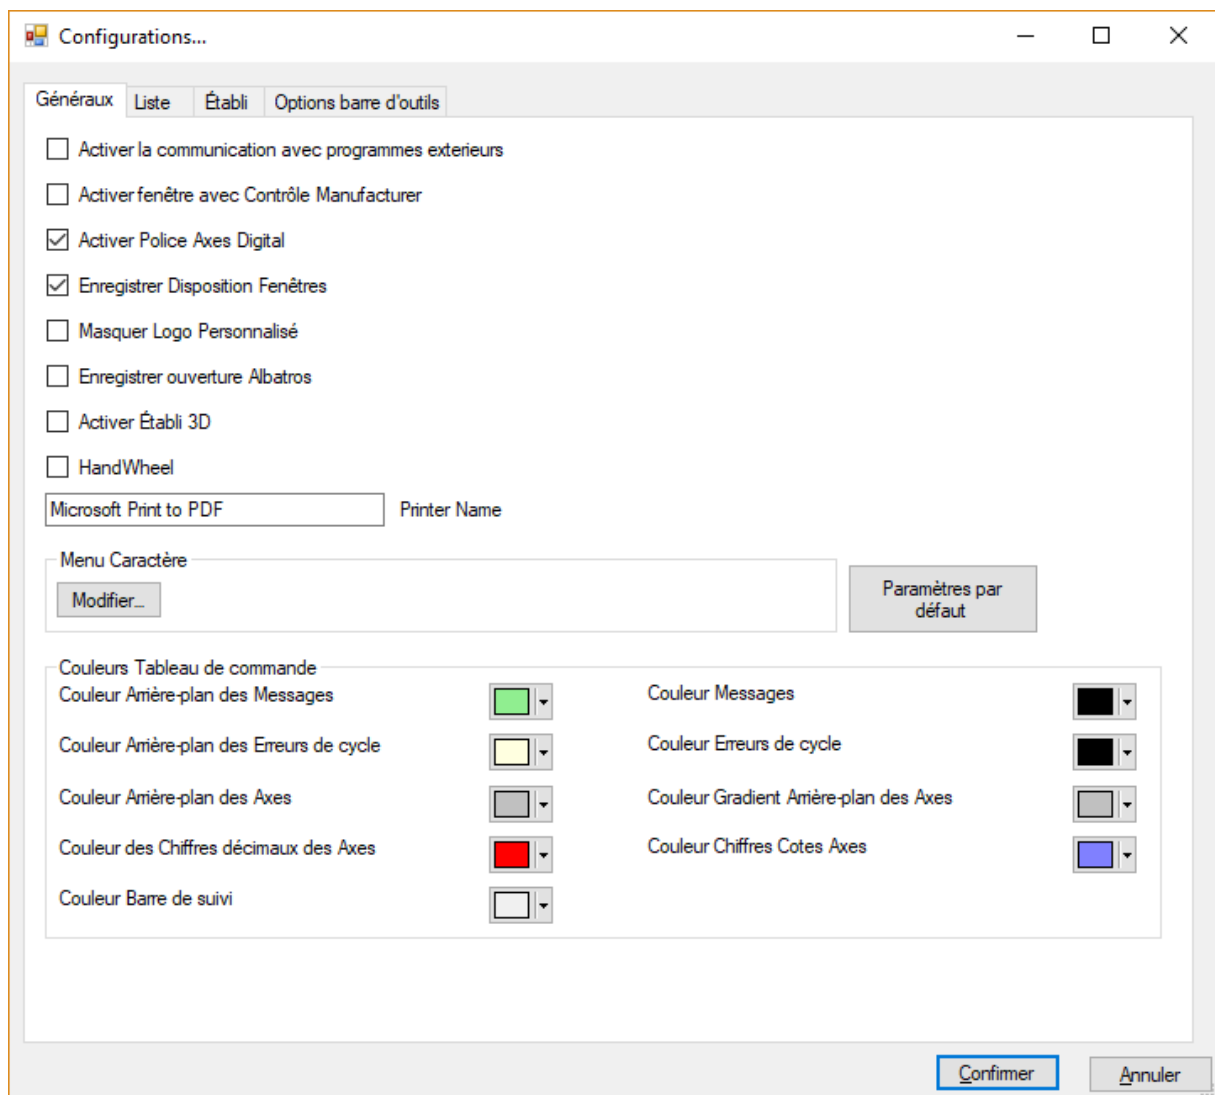 Configurations...
Généraux Liste Établi Options barre d'outils
Activer la communication avec programmes exterieurs
Activer fenêtre avec Contrôle Manufacturer
Activer Police Axes Digital
Enregistrer Disposition Fenêtres
Masquer Logo Personnalisé
Enregistrer ouverture Albatros
Activer Établi 3D
HandWheel
Microsoft Print to PDF Printer Name
Menu Caractère
Modifier...
Paramètres par
défaut
Couleurs Tableau de commande
Couleur Arrière-plan des Messages Couleur Messages
Couleur Arrière-plan des Erreurs de cycle Couleur Erreurs de cycle
Couleur Arrière-plan des Axes Couleur Gradient Arrière-plan des Axes
Couleur des Chiffres décimaux des Axes Couleur Chiffres Cotes Axes
Couleur Barre de suivi
Confirmer Annuler